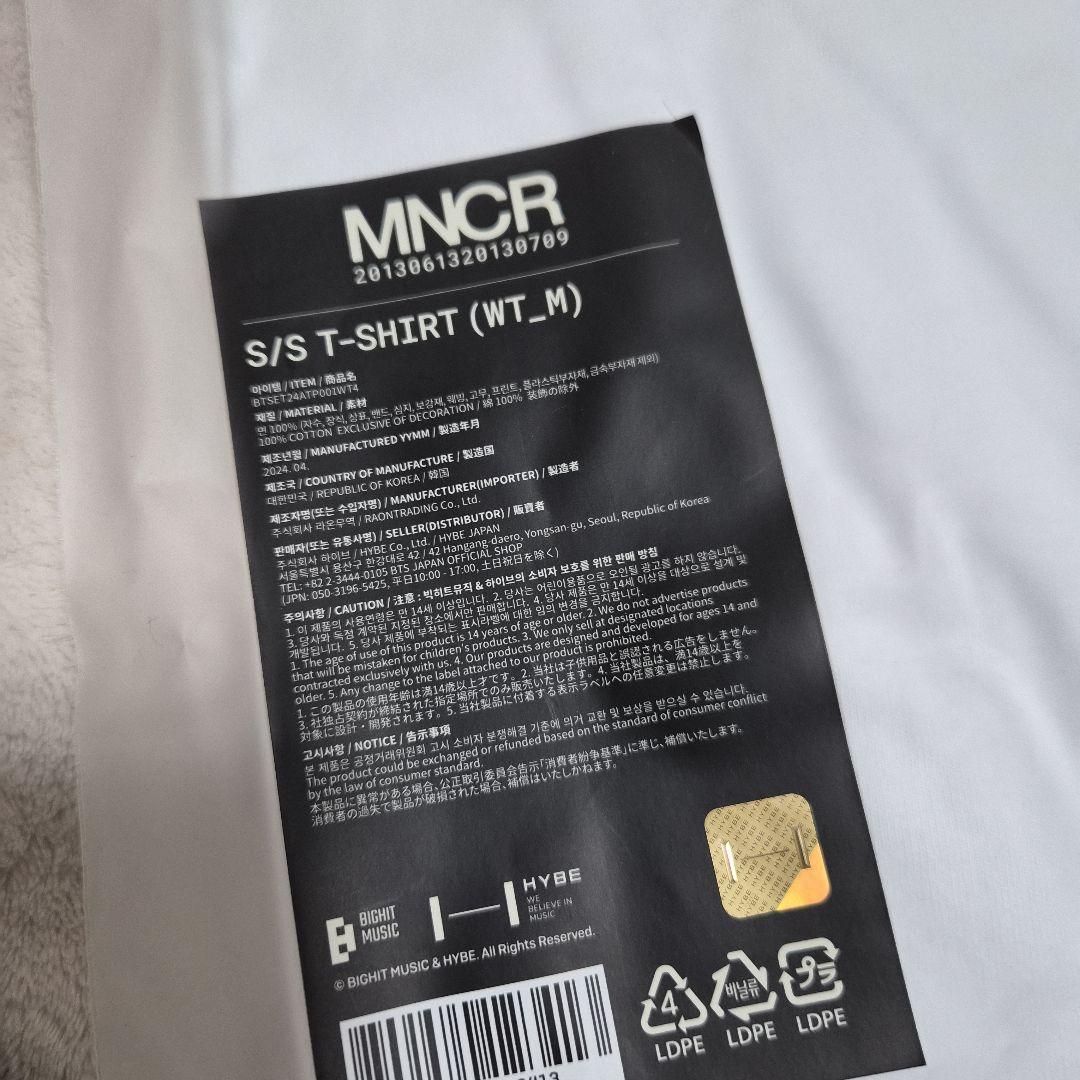 MNCR
2013061320130709
S/S T-SHIRT (WT_M)
아이템 / ITEM / 商品名
BTSET24ATP001WT4
재질 / MATERIAL / 素材
면 100% (자수, 장식, 상표, 밴드, 심지, 보강재, 웨빙, 고무, 프린트, 플라스틱부자재, 금속부자재 제외)
100% COTTON EXCLUSIVE OF DECORATION / 綿 100% 装飾の除外
제조년월 / MANUFACTURED YYMM / 製造年月
2024. 04.
제조국 / COUNTRY OF MANUFACTURE / 製造国
대한민국 / REPUBLIC OF KOREA / 韓国
제조자명(또는 수입자명) / MANUFACTURER(IMPORTER) / 製造者
주식회사 라온무역 / RAONTRADING Co., Ltd.
판매자(또는 유통사명) / SELLER(DISTRIBUTOR) / 販賣者
주식회사 하이브 / HYBE Co., Ltd. / HYBE JAPAN
서울특별시 용산구 한강대로 42 / 42 Hangang-daero, Yongsan-gu, Seoul, Republic of Korea
TEL: +82 2-3444-0105 BTS JAPAN OFFICIAL SHOP
(JPN: 050-3196-5425, 平日10:00 - 17:00, 土日祝日を除く)
주의사항 / CAUTION / 注意 : 빅히트뮤직 & 하이브의 소비자 보호를 위한 판매 방침
1. 이 제품의 사용연령은 만 14세 이상입니다. 2. 당사는 어린이용품으로 오인될 광고를 하지 않습니다.
3. 당사와 독점 계약된 지정된 장소에서만 판매합니다. 4. 당사 제품은 만 14세 이상을 대상으로 설계 및
개발됩니다. 5. 당사 제품에 부착되는 표시라벨에 대한 임의 변경을 금지합니다.
1. The age of use of this product is 14 years of age or older. 2. We do not advertise products
that will be mistaken for children's products. 3. We only sell at designated locations
contracted exclusively with us. 4. Our products are designed and developed for ages 14 and
older. 5. Any change to the label attached to our product is prohibited.
1. この製品の使用年齢は満14歳以上才です。2. 当社は子供用品と誤認される広告をしません。
3. 社独占契約が締結された指定場所でのみ販売いたします。4. 当社製品は、満14歳以上を
対象に設計・開発されます。5. 当社製品に付着する表示ラベルへの任意変更は禁止します。
고시사항 / NOTICE / 告示事項
본 제품은 공정거래위원회 고시 소비자 분쟁해결 기준에 의거 교환 및 보상을 받으실 수 있습니다.
The product could be exchanged or refunded based on the standard of consumer conflict
by the law of consumer standard.
本製品に異常がある場合、公正取引委員会告示「消費者紛争基準」に準じ、補償いたします。
消費者の過失で製品が破損された場合、補償はいたしかねます。
BIGHIT
MUSIC
HYBE
WE
BELIEVE IN
MUSIC
© BIGHIT MUSIC & HYBE. All Rights Reserved.
HYBE HYBE HYBE
4
LDPE
비닐류
LDPE
プラ
LDPE